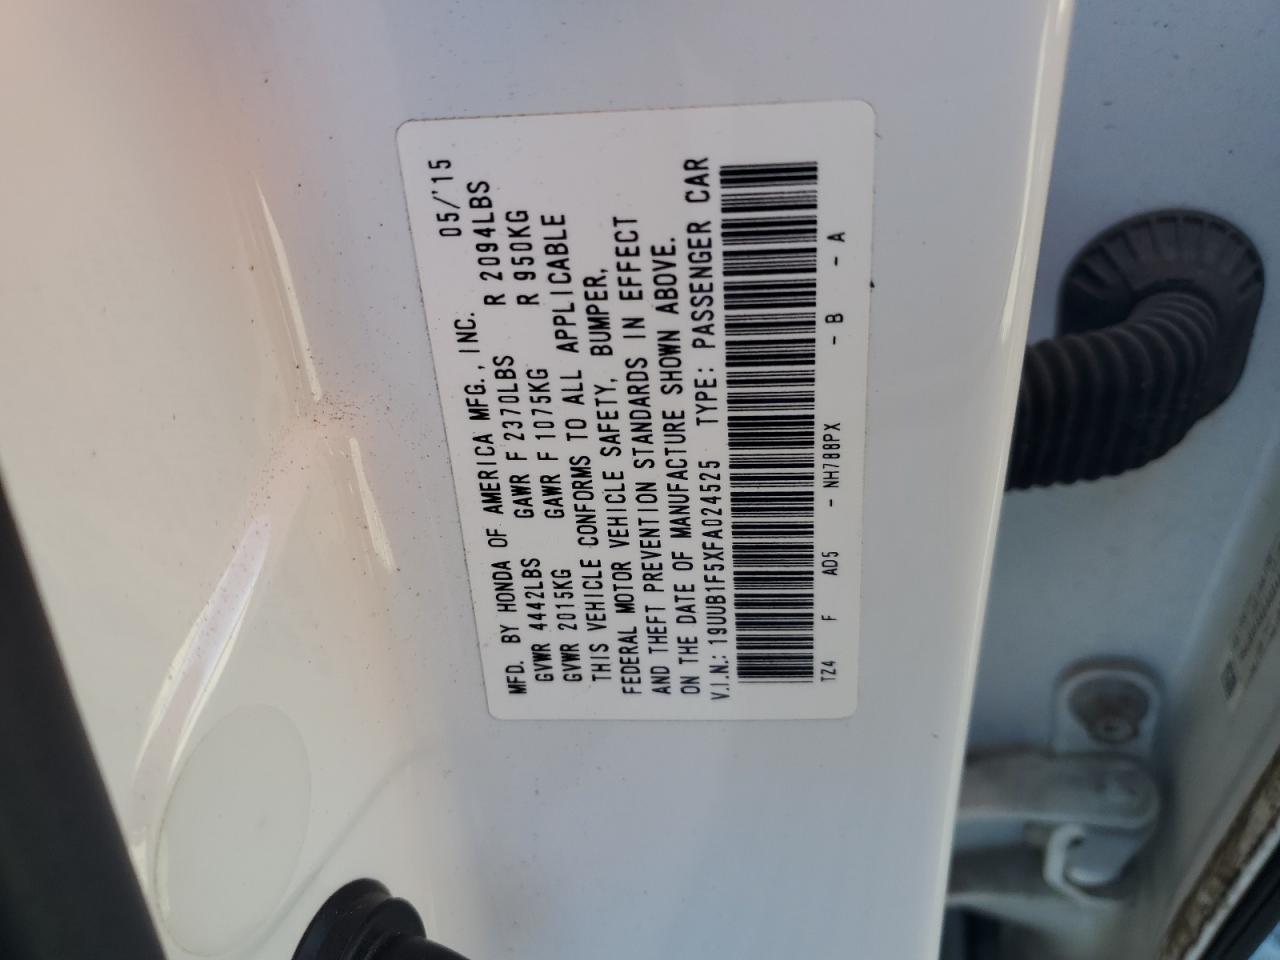 MFD. BY HONDA OF AMERICA MFG., INC. 05/'15
GVWR 4442LBS GAWR F 2370LBS R 2094LBS
GVWR 2015KG GAWR F 1075KG R 950KG
THIS VEHICLE CONFORMS TO ALL APPLICABLE
FEDERAL MOTOR VEHICLE SAFETY, BUMPER,
AND THEFT PREVENTION STANDARDS IN EFFECT
ON THE DATE OF MANUFACTURE SHOWN ABOVE.
V.I.N.: 19UUB1F5XFA024525 TYPE: PASSENGER CAR
TZ4 F AD5 - NH788PX - B - A